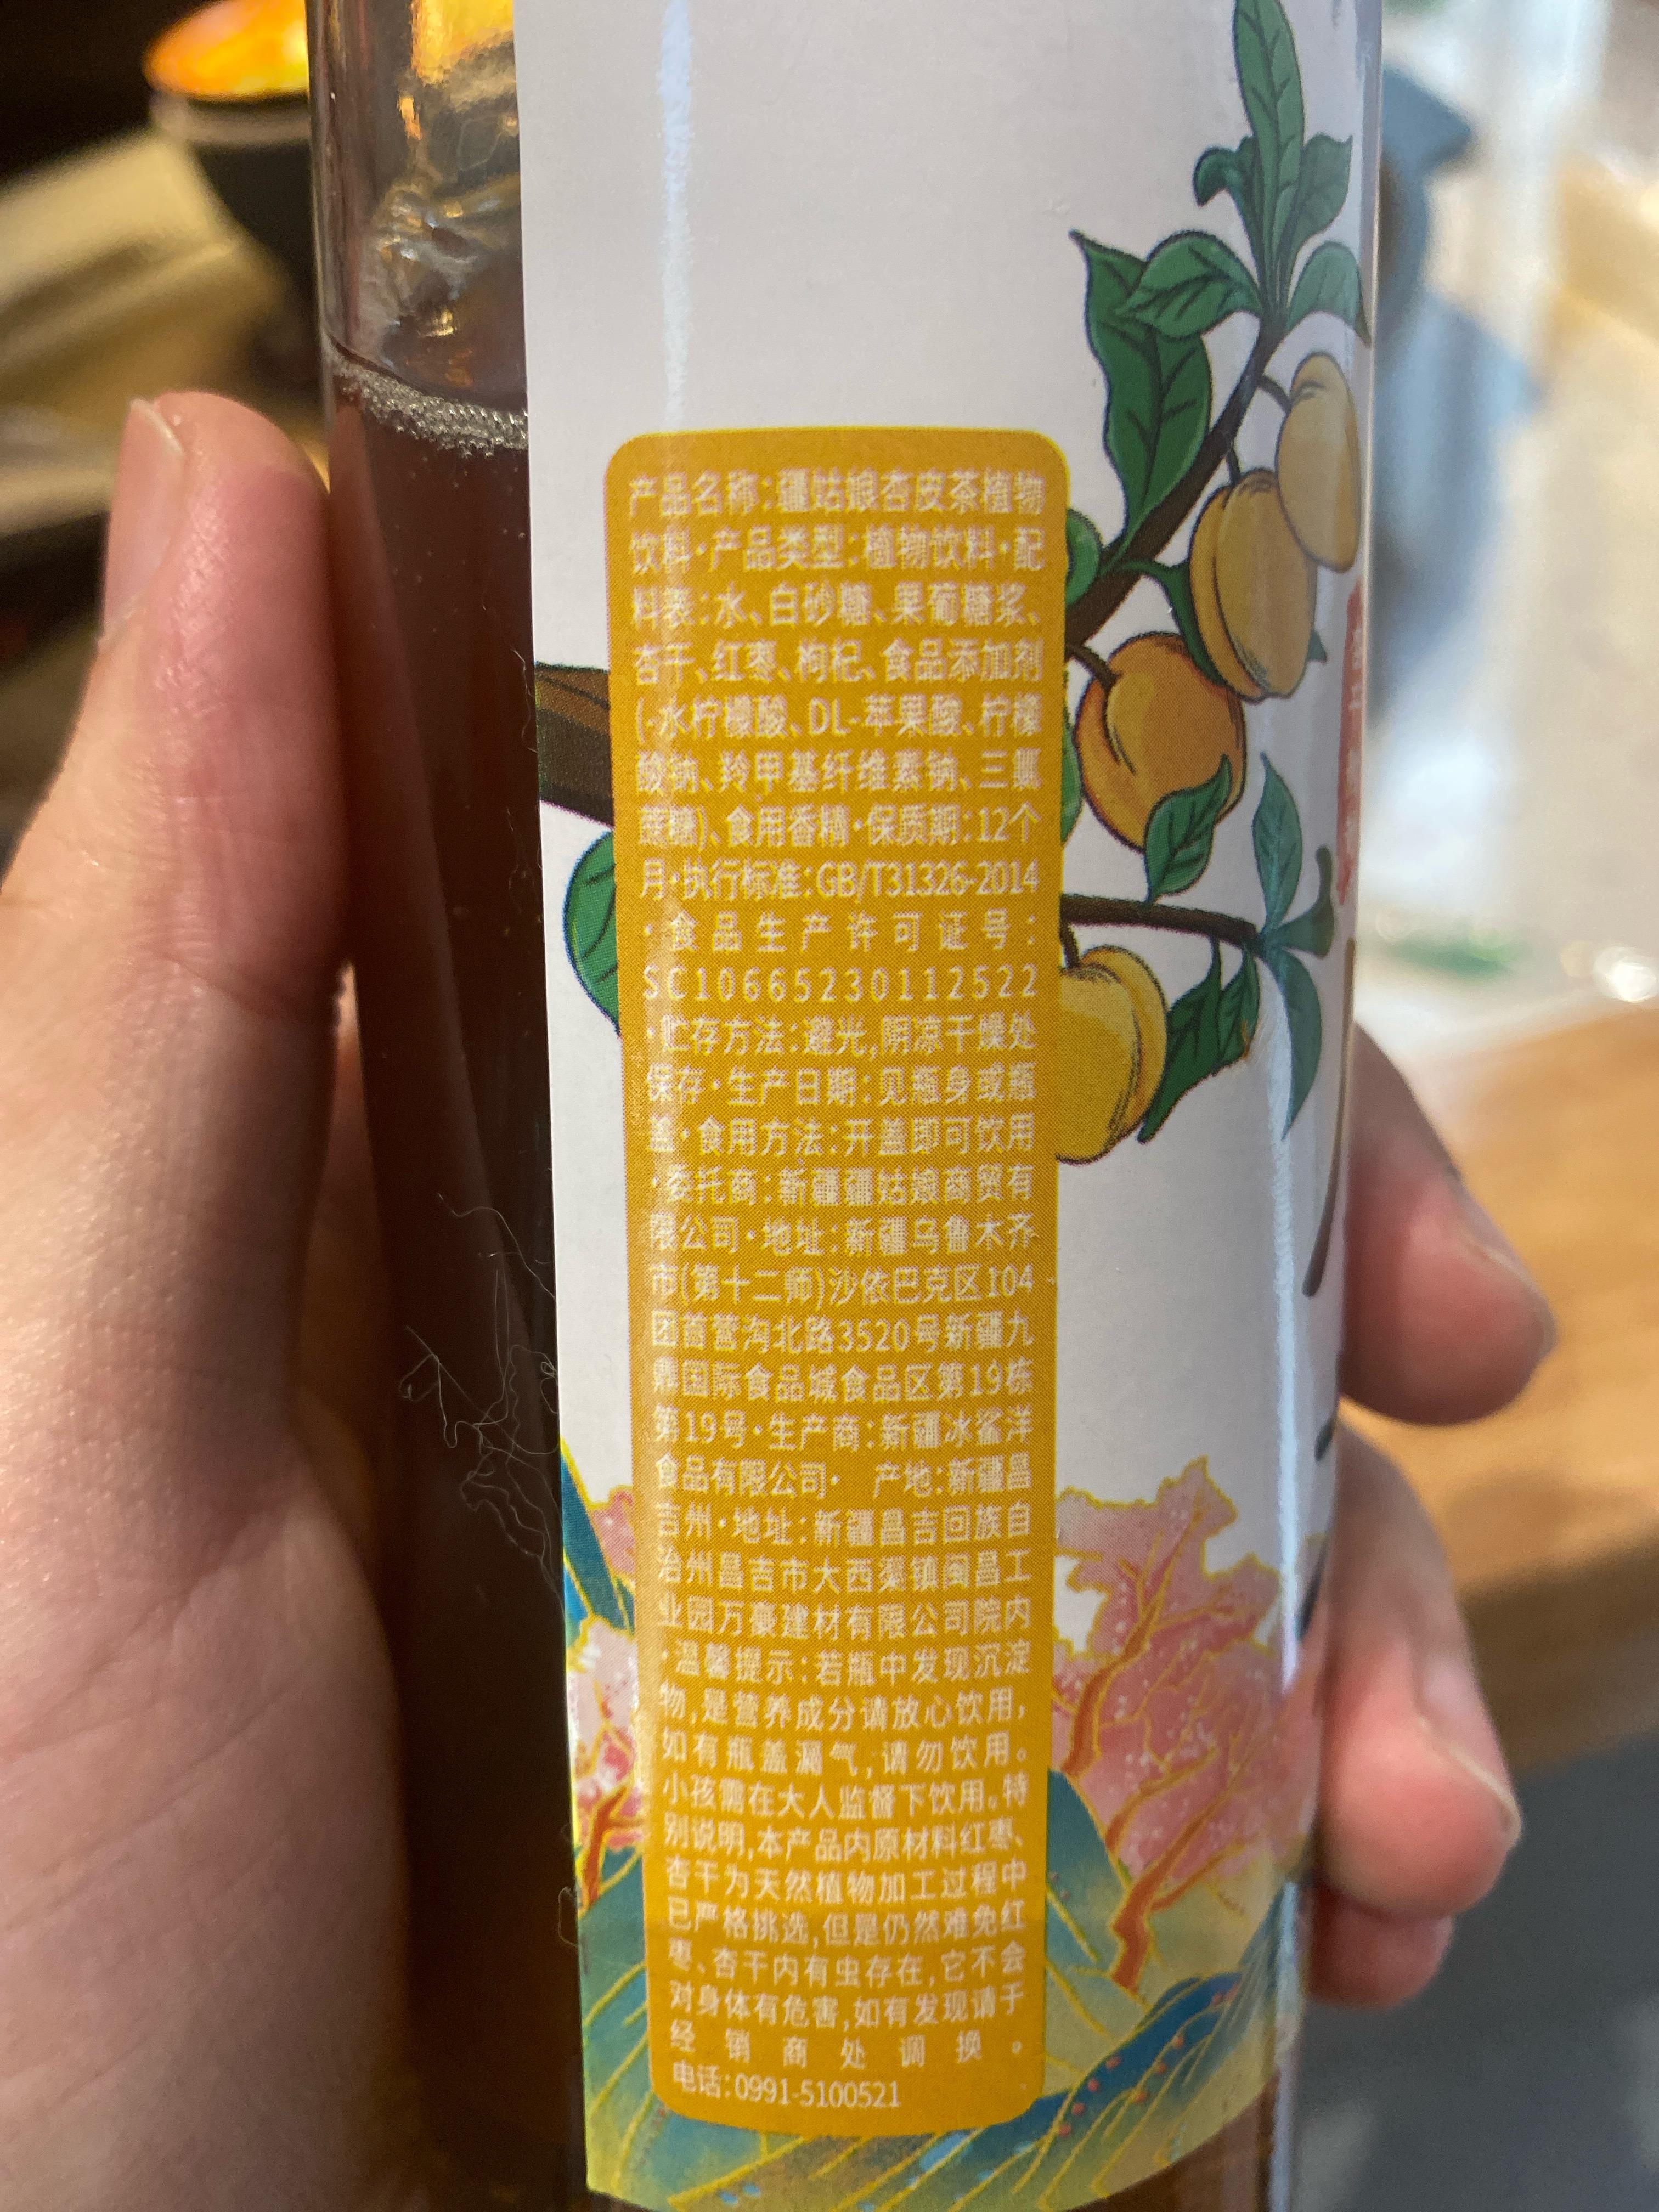 产品名称:疆姑娘杏皮茶植物
饮料·产品类型:植物饮料·配
料表:水、白砂糖、果葡糖浆、
杏干、红枣、枸杞、食品添加剂
(一水柠檬酸、DL-苹果酸、柠檬
酸钠、羚甲基纤维素钠、三氯
蔗糖)、食用香精·保质期:12个
月·执行标准:GB/T31326-2014
·食品生产许可证号:
SC10665230112522
·贮存方法:避光,阴凉干燥处
保存·生产日期:见瓶身或瓶
盖·食用方法:开盖即可饮用
·委托商:新疆疆姑娘商贸有
限公司·地址:新疆乌鲁木齐
市(第十二师)沙依巴克区104
团首蓿沟北路3520号新疆九
鼎国际食品城食品区第19栋
第19号·生产商:新疆冰鲨洋
食品有限公司· 产地:新疆昌
吉州·地址:新疆昌吉回族自
治州昌吉市大西渠镇闽昌工
业园万豪建材有限公司院内
·温馨提示:若瓶中发现沉淀
物,是营养成分请放心饮用,
如有瓶盖漏气,请勿饮用。
小孩需在大人监督下饮用。特
别说明,本产品内原材料红枣、
杏干为天然植物加工过程中
已严格挑选,但是仍然难免红
枣、杏干内有虫存在,它不会
对身体有危害,如有发现请于
经销商处调换。
电话:0991-5100521